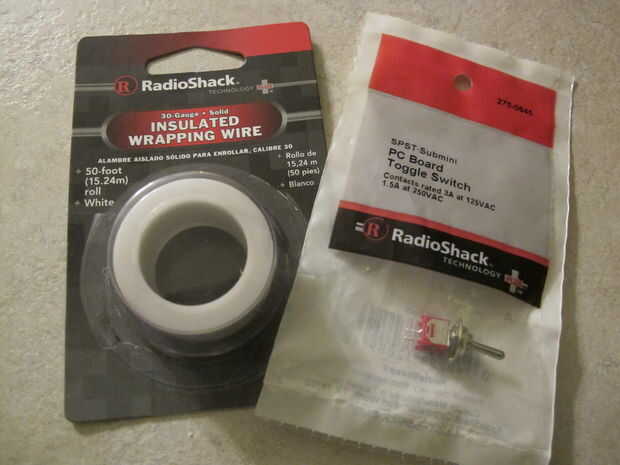 RadioShack
TECHNOLOGY PLUS
30-Gauge • Solid
INSULATED
WRAPPING WIRE
ALAMBRE AISLADO SÓLIDO PARA ENROLLAR, CALIBRE 30
+ 50-foot
(15.24m)
roll
+ White
+ Rollo de
15,24 m
(50 pies)
+ Blanco
SPST-Submini
PC Board
Toggle Switch
Contacts rated 3A at 125VAC
1.5A at 250VAC
RadioShack
TECHNOLOGY PLUS